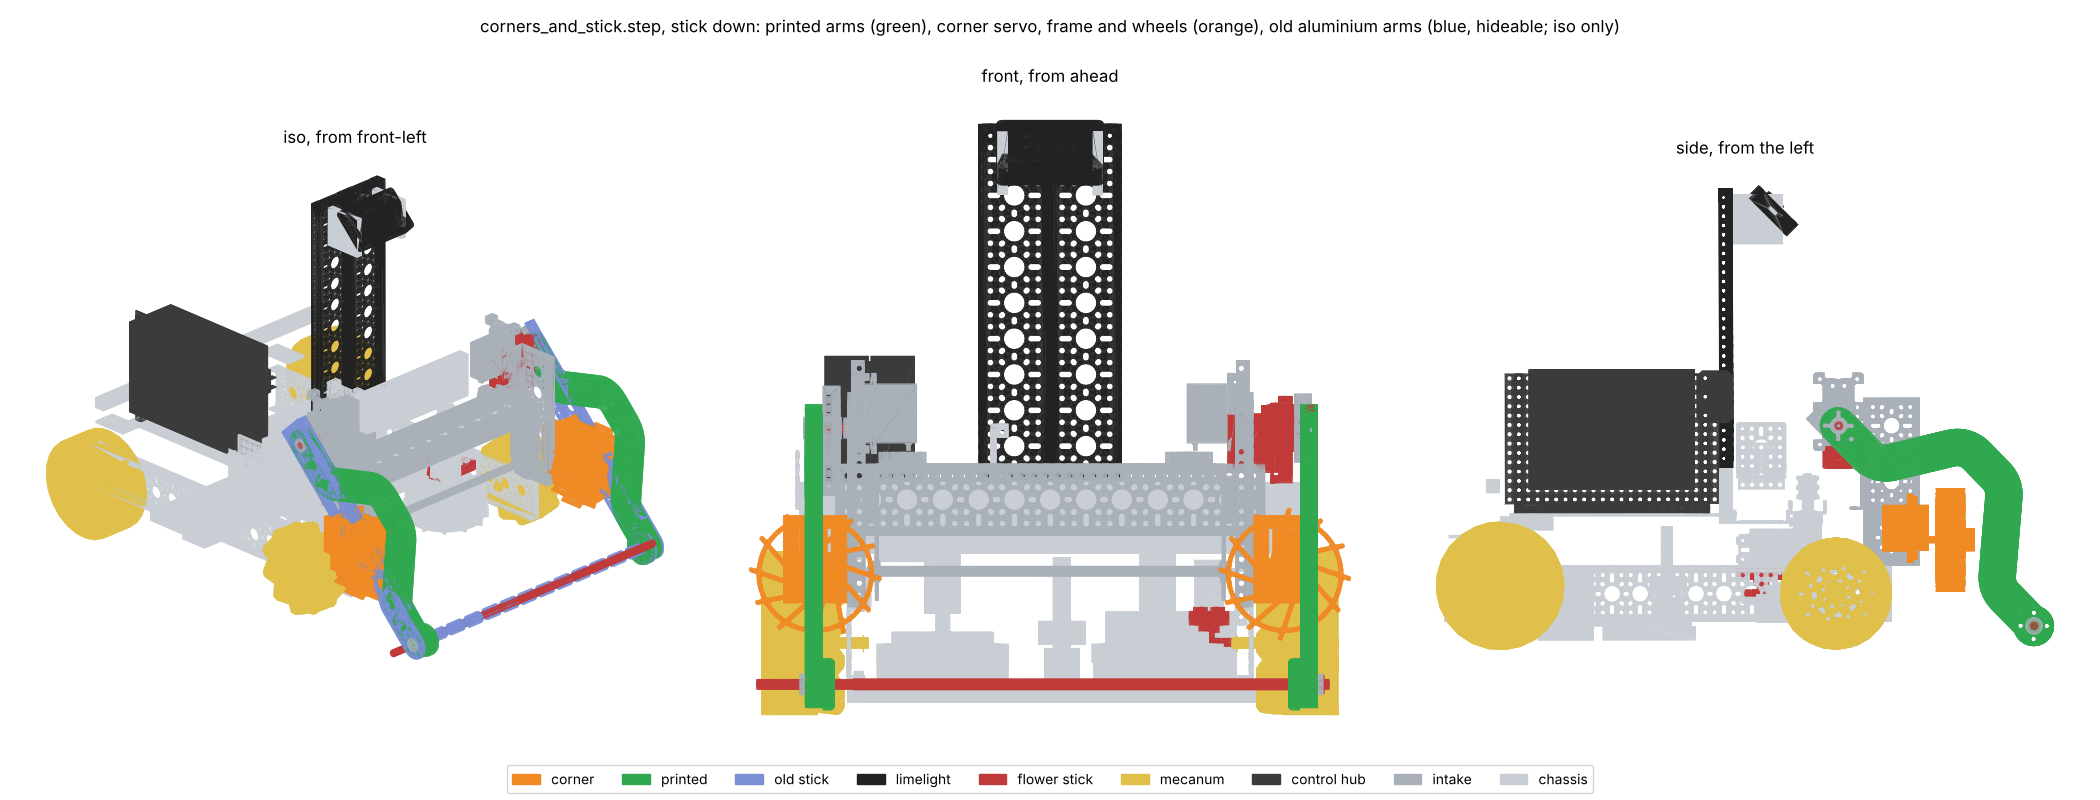 corners_and_stick.step, stick down: printed arms (green), corner servo, frame and wheels (orange), old aluminium arms (blue, hideable; iso only)
front, from ahead
iso, from front-left
side, from the left
corner printed old stick limelight flower stick mecanum control hub intake chassis